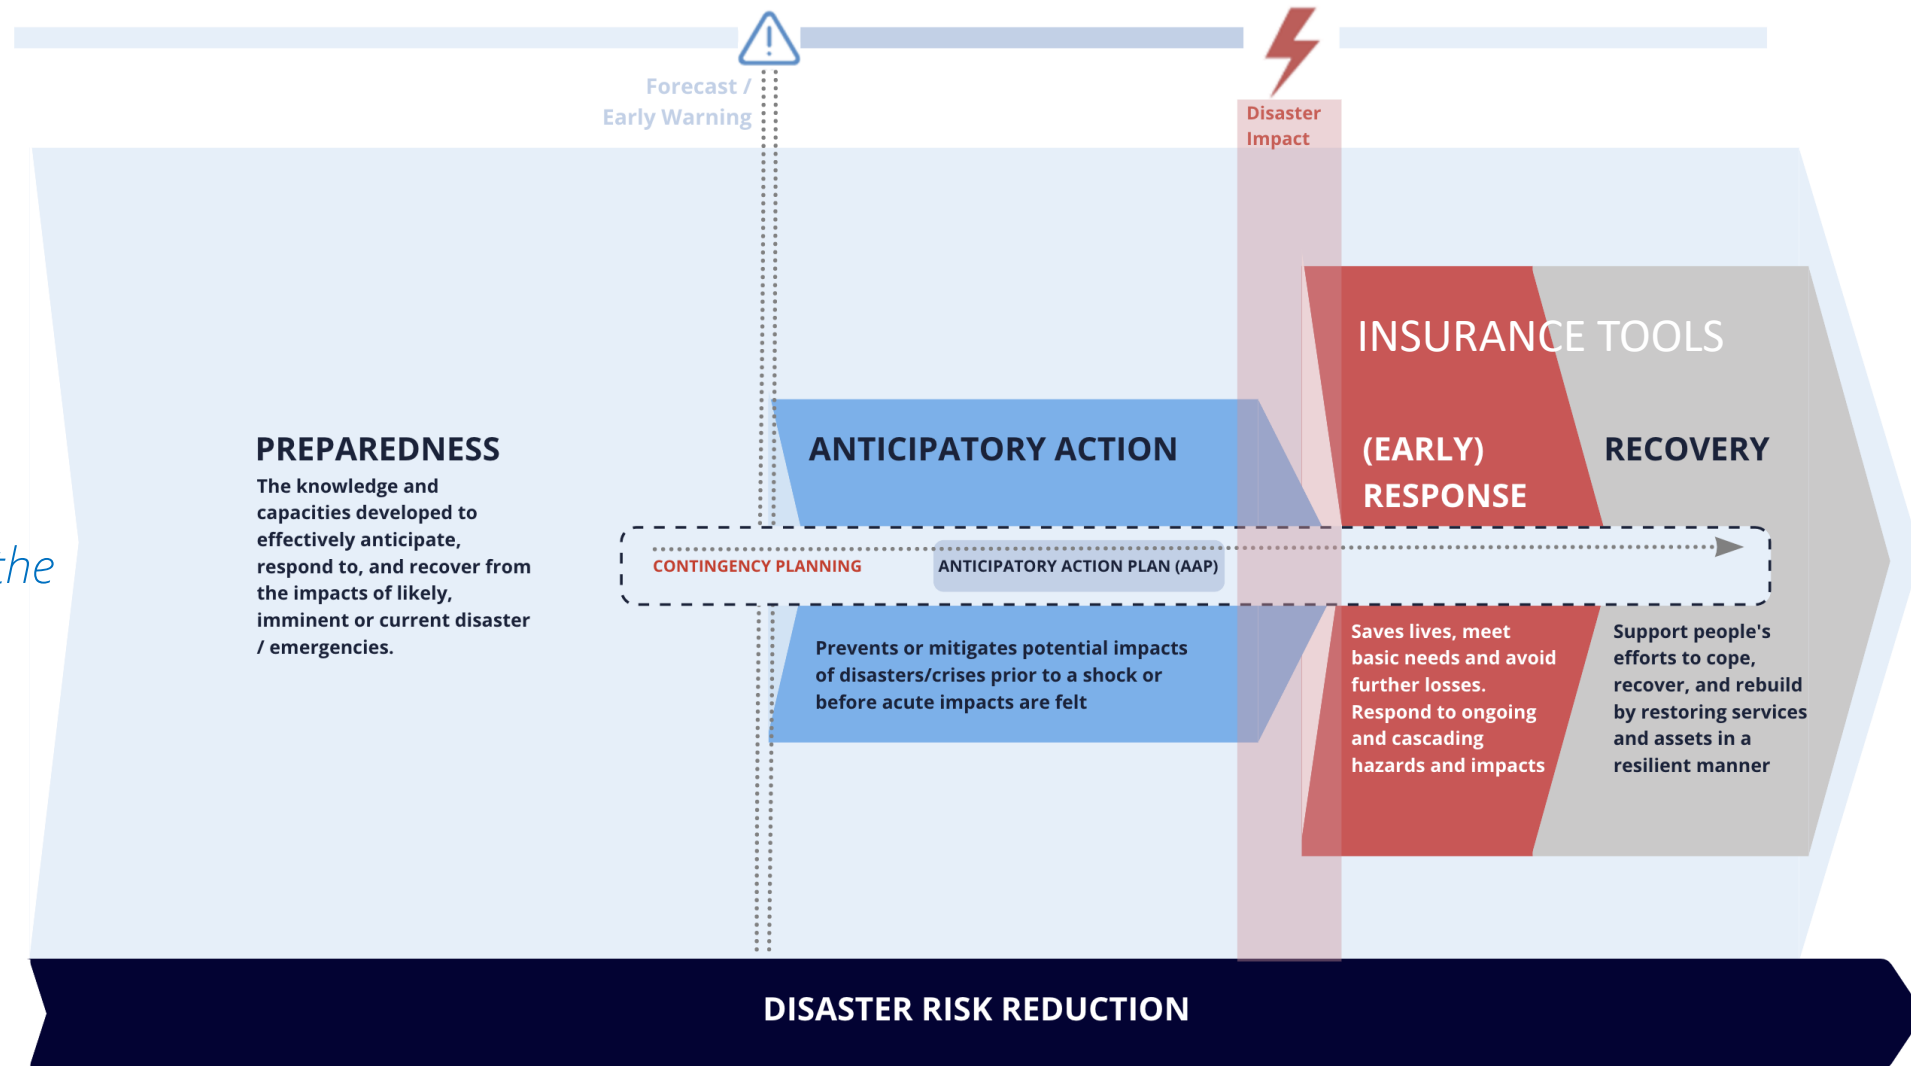 Forecast /
Early Warning
Disaster
Impact
INSURANCE TOOLS
PREPAREDNESS
The knowledge and
capacities developed to
effectively anticipate,
respond to, and recover from
the impacts of likely,
imminent or current disaster
/ emergencies.
ANTICIPATORY ACTION
(EARLY)
RESPONSE
RECOVERY
the
CONTINGENCY PLANNING
ANTICIPATORY ACTION PLAN (AAP)
Prevents or mitigates potential impacts
of disasters/crises prior to a shock or
before acute impacts are felt
Saves lives, meet
basic needs and avoid
further losses.
Respond to ongoing
and cascading
hazards and impacts
Support people's
efforts to cope,
recover, and rebuild
by restoring services
and assets in a
resilient manner
DISASTER RISK REDUCTION